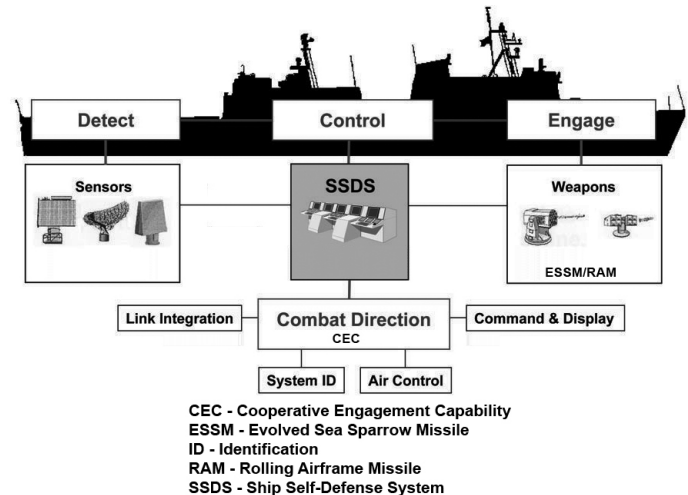 Detect
Control
Engage
Sensors
SSDS
Weapons
ESSM/RAM
Link Integration
Combat Direction
CEC
Command & Display
System ID
Air Control
CEC - Cooperative Engagement Capability
ESSM - Evolved Sea Sparrow Missile
ID - Identification
RAM - Rolling Airframe Missile
SSDS - Ship Self-Defense System